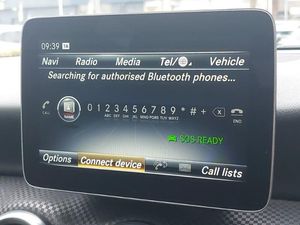 09:39
Navi Radio Media Tel/ Vehicle
Searching for authorised Bluetooth phones...
0 1 2 3 4 5 6 7 8 9 * # + X
ABC DEF GHI JKL MNO PQRS TUV WXYZ
CALL NAME END
SOS READY
Options Connect device Call lists